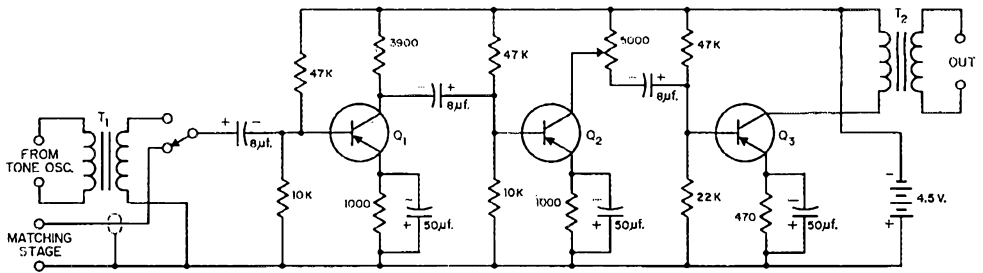 T1
FROM
TONE OSC.
MATCHING
STAGE
+
-
8µf.
47K
10K
3900
Q1
1000
-
+
50µf.
-
+
8µf.
47K
10K
Q2
1000
-
+
50µf.
5000
-
+
8µf.
47K
22K
Q3
470
-
+
50µf.
T2
OUT
-
+
4.5 V.